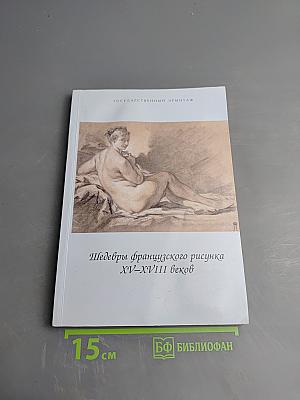 ГОСУДАРСТВЕННЫЙ ЭРМИТАЖ
Шедевры французского рисунка
XV–XVIII веков
15 см
БФ БИБЛИОФАН